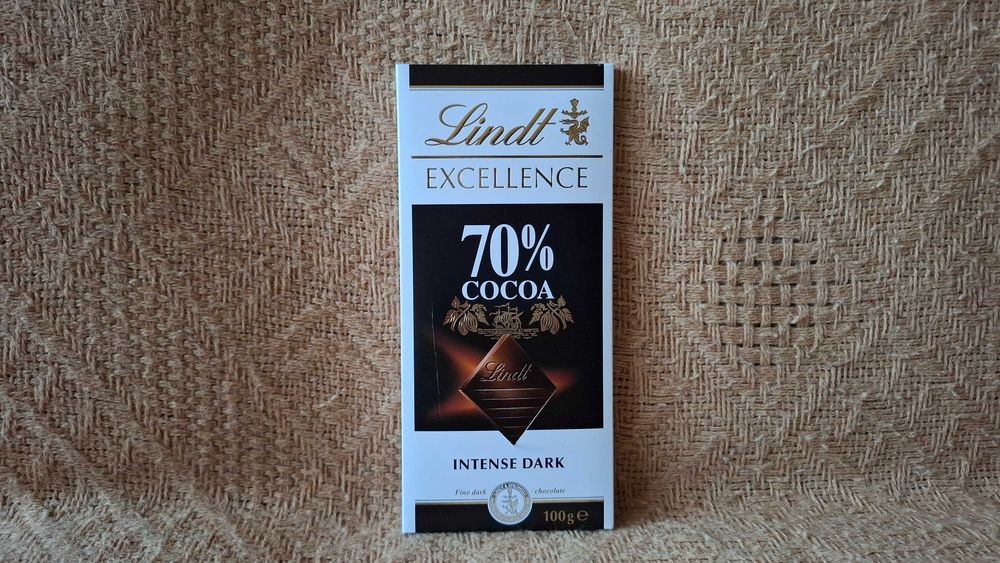 Lindt
EXCELLENCE
70%
COCOA
Lindt
INTENSE DARK
Fine dark chocolate
100g ℮